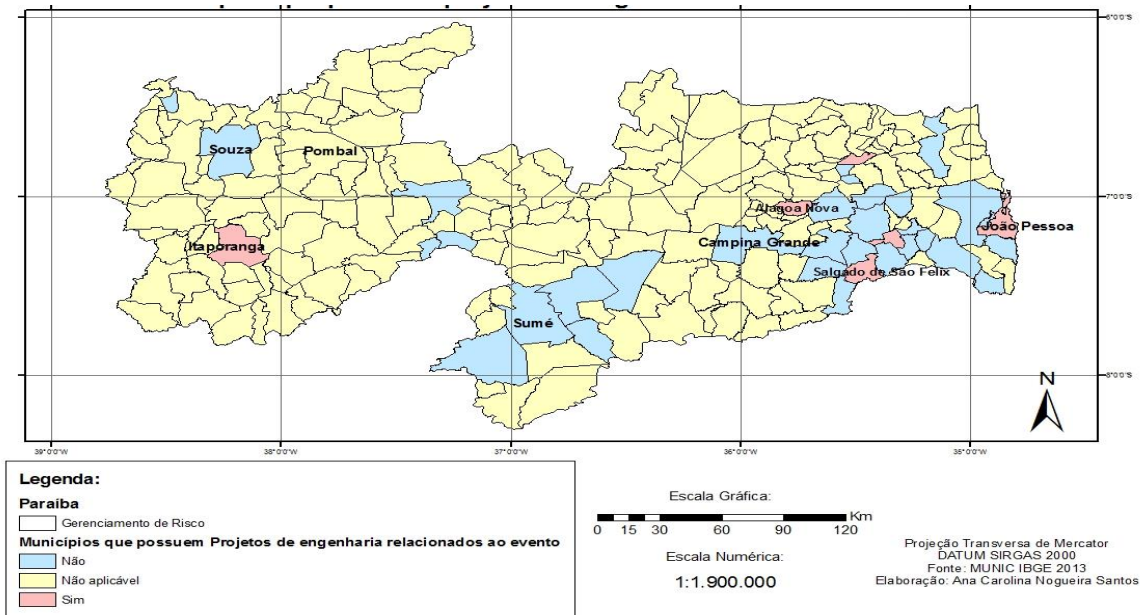 6°0'0"S
Souza
Pombal
7°0'0"S
Alagoa Nova
João Pessoa
Itaporanga
Campina Grande
Salgado de São Felix
Sumé
8°0'0"S
N
39°0'0"W
38°0'0"W
37°0'0"W
36°0'0"W
35°0'0"W
Legenda:
Paraíba
Gerenciamento de Risco
Municípios que possuem Projetos de engenharia relacionados ao evento
Não
Não aplicável
Sim
Escala Gráfica:
Km
0 15 30 60 90 120
Escala Numérica:
1:1.900.000
Projeção Transversa de Mercator
DATUM SIRGAS 2000
Fonte: MUNIC IBGE 2013
Elaboração: Ana Carolina Nogueira Santos